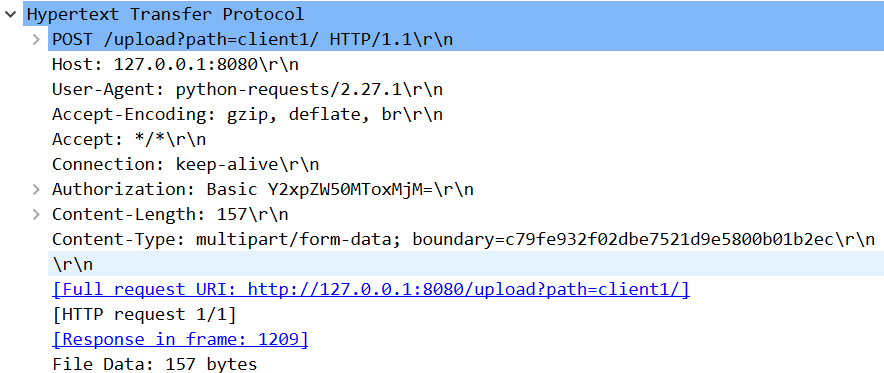 Hypertext Transfer Protocol
POST /upload?path=client1/ HTTP/1.1\r\n
Host: 127.0.0.1:8080\r\n
User-Agent: python-requests/2.27.1\r\n
Accept-Encoding: gzip, deflate, br\r\n
Accept: */*\r\n
Connection: keep-alive\r\n
Authorization: Basic Y2xpZW50MToxMjM=\r\n
Content-Length: 157\r\n
Content-Type: multipart/form-data; boundary=c79fe932f02dbe7521d9e5800b01b2ec\r\n
\r\n
[Full request URI: http://127.0.0.1:8080/upload?path=client1/]
[HTTP request 1/1]
[Response in frame: 1209]
File Data: 157 bytes